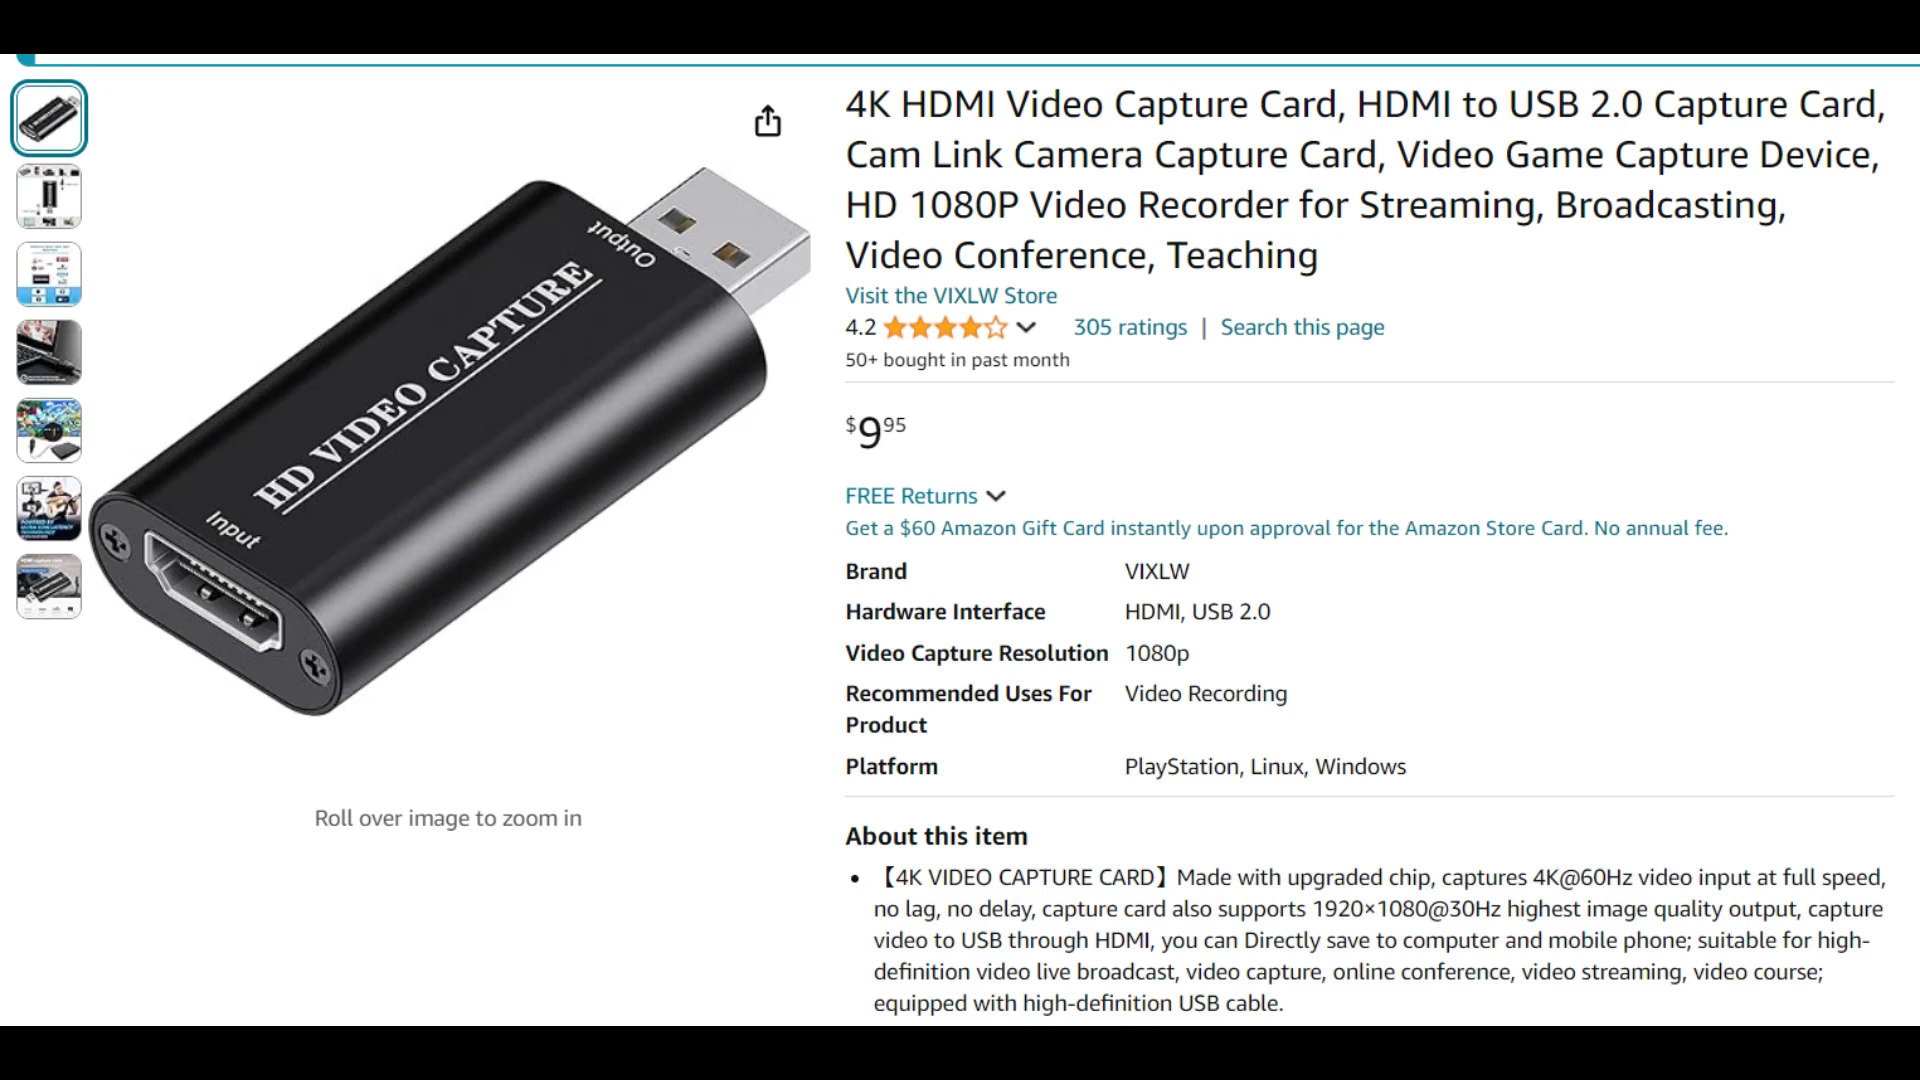 4K HDMI Video Capture Card, HDMI to USB 2.0 Capture Card,
Cam Link Camera Capture Card, Video Game Capture Device,
HD 1080P Video Recorder for Streaming, Broadcasting,
Video Conference, Teaching
Visit the VIXLW Store
4.2 305 ratings | Search this page
50+ bought in past month
$9 95
FREE Returns
Get a $60 Amazon Gift Card instantly upon approval for the Amazon Store Card. No annual fee.
Brand VIXLW
Hardware Interface HDMI, USB 2.0
Video Capture Resolution 1080p
Recommended Uses For Video Recording
Product
Platform PlayStation, Linux, Windows
About this item
• 【4K VIDEO CAPTURE CARD】Made with upgraded chip, captures 4K@60Hz video input at full speed,
no lag, no delay, capture card also supports 1920×1080@30Hz highest image quality output, capture
video to USB through HDMI, you can Directly save to computer and mobile phone; suitable for high-
definition video live broadcast, video capture, online conference, video streaming, video course;
equipped with high-definition USB cable.
Output
HD VIDEO CAPTURE
Input
Roll over image to zoom in